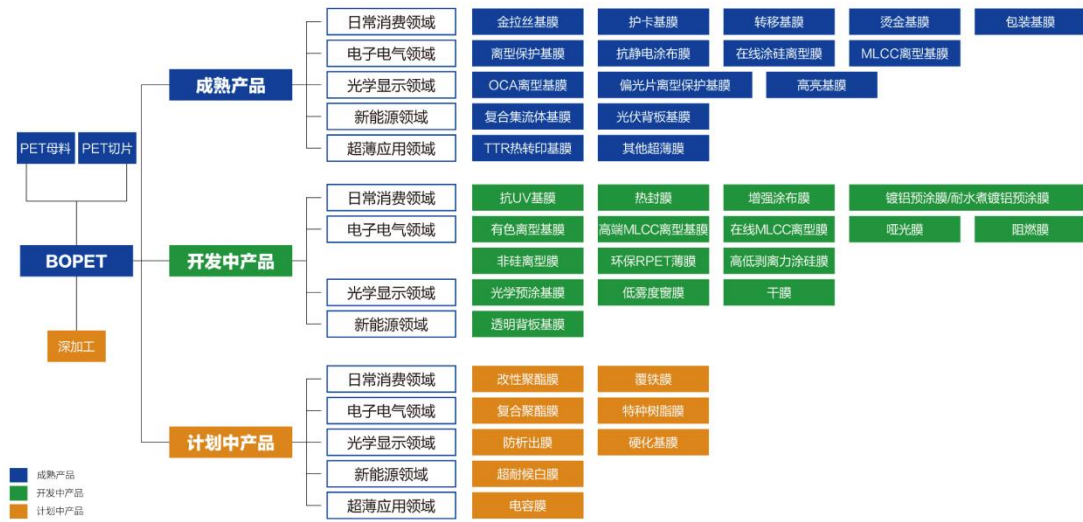 日常消费领域 金拉丝基膜 护卡基膜 转移基膜 烫金基膜 包装基膜
电子电气领域 离型保护基膜 抗静电涂布膜 在线涂硅离型膜 MLCC离型基膜
成熟产品 光学显示领域 OCA离型基膜 偏光片离型保护基膜 高亮基膜
新能源领域 复合集流体基膜 光伏背板基膜
PET母料 PET切片 超薄应用领域 TTR热转印基膜 其他超薄膜
日常消费领域 抗UV基膜 热封膜 增强涂布膜 镀铝预涂膜/耐水煮镀铝预涂膜
电子电气领域 有色离型基膜 高端MLCC离型基膜 在线MLCC离型膜 哑光膜 阻燃膜
BOPET 开发中产品 非硅离型膜 环保RPET薄膜 高低剥离力涂硅膜
光学显示领域 光学预涂基膜 低雾度窗膜 干膜
新能源领域 透明背板基膜
深加工
日常消费领域 改性聚酯膜 覆铁膜
电子电气领域 复合聚酯膜 特种树脂膜
计划中产品 光学显示领域 防析出膜 硬化基膜
新能源领域 超耐候白膜
超薄应用领域 电容膜
成熟产品
开发中产品
计划中产品